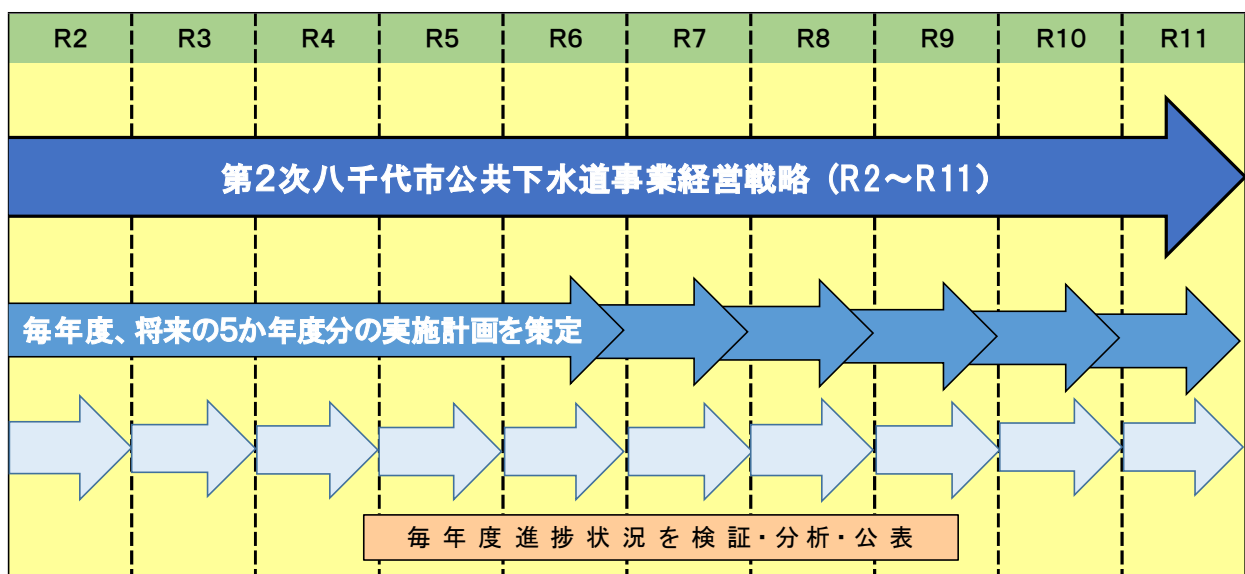 R2 R3 R4 R5 R6 R7 R8 R9 R10 R11
第2次八千代市公共下水道事業経営戦略（R2～R11）
毎年度、将来の5か年度分の実施計画を策定
毎年度進捗状況を検証・分析・公表